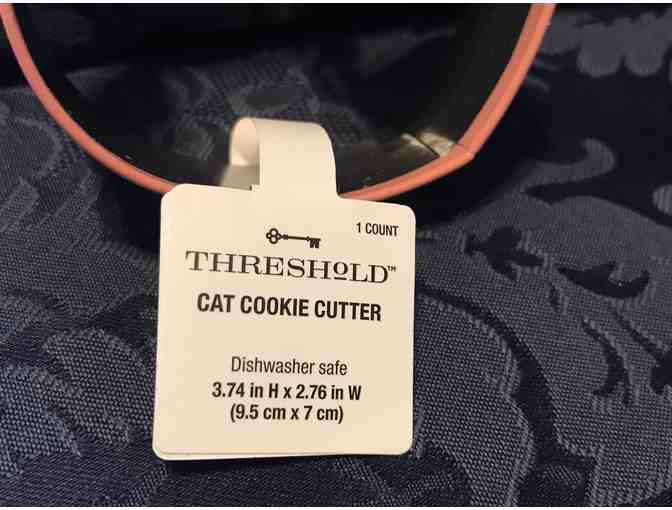 1 COUNT
THRESHOLD™
CAT COOKIE CUTTER
Dishwasher safe
3.74 in H x 2.76 in W
(9.5 cm x 7 cm)